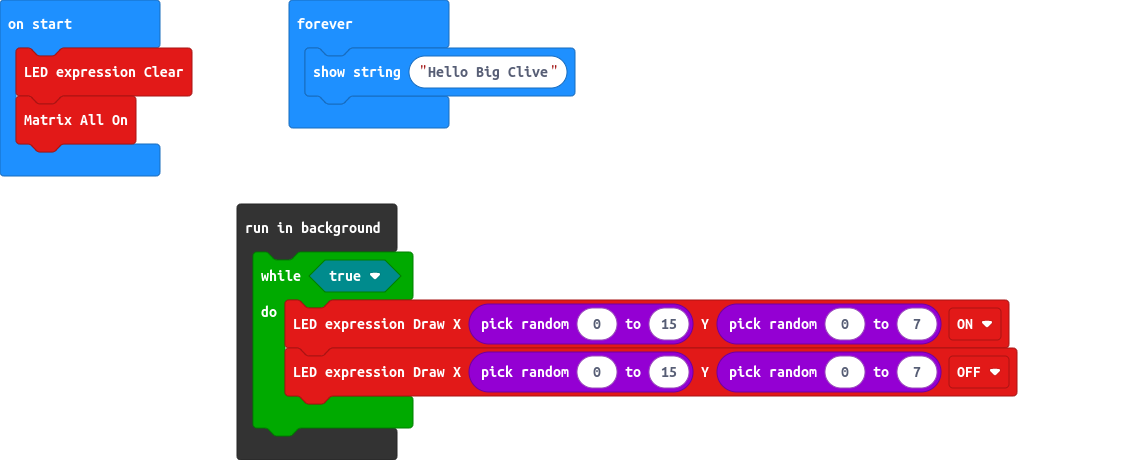 on start
LED expression Clear
Matrix All On
forever
show string "Hello Big Clive"
run in background
while true
do
LED expression Draw X pick random 0 to 15 Y pick random 0 to 7 ON
LED expression Draw X pick random 0 to 15 Y pick random 0 to 7 OFF